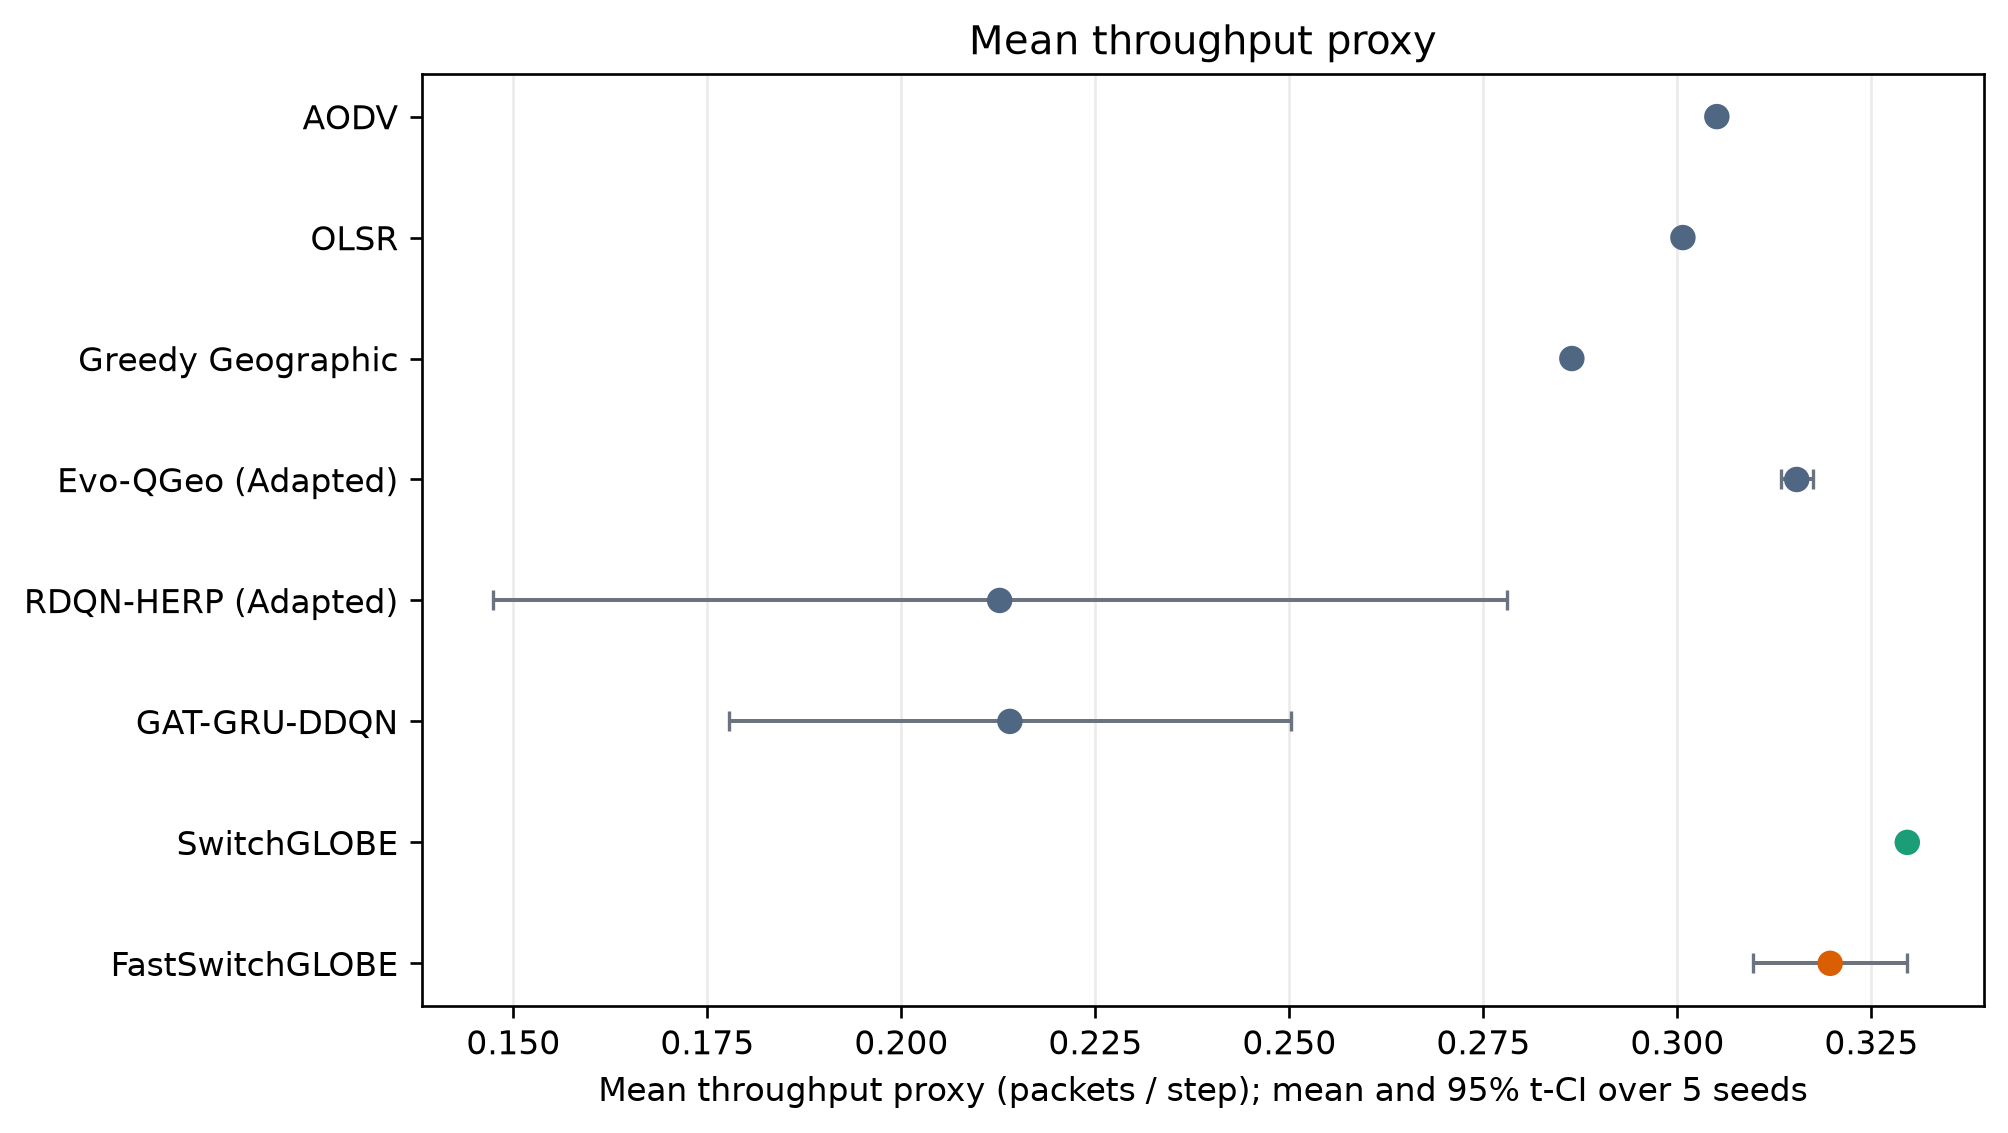 Mean throughput proxy
AODV
OLSR
Greedy Geographic
Evo-QGeo (Adapted)
RDQN-HERP (Adapted)
GAT-GRU-DDQN
SwitchGLOBE
FastSwitchGLOBE
0.150 0.175 0.200 0.225 0.250 0.275 0.300 0.325
Mean throughput proxy (packets / step); mean and 95% t-CI over 5 seeds